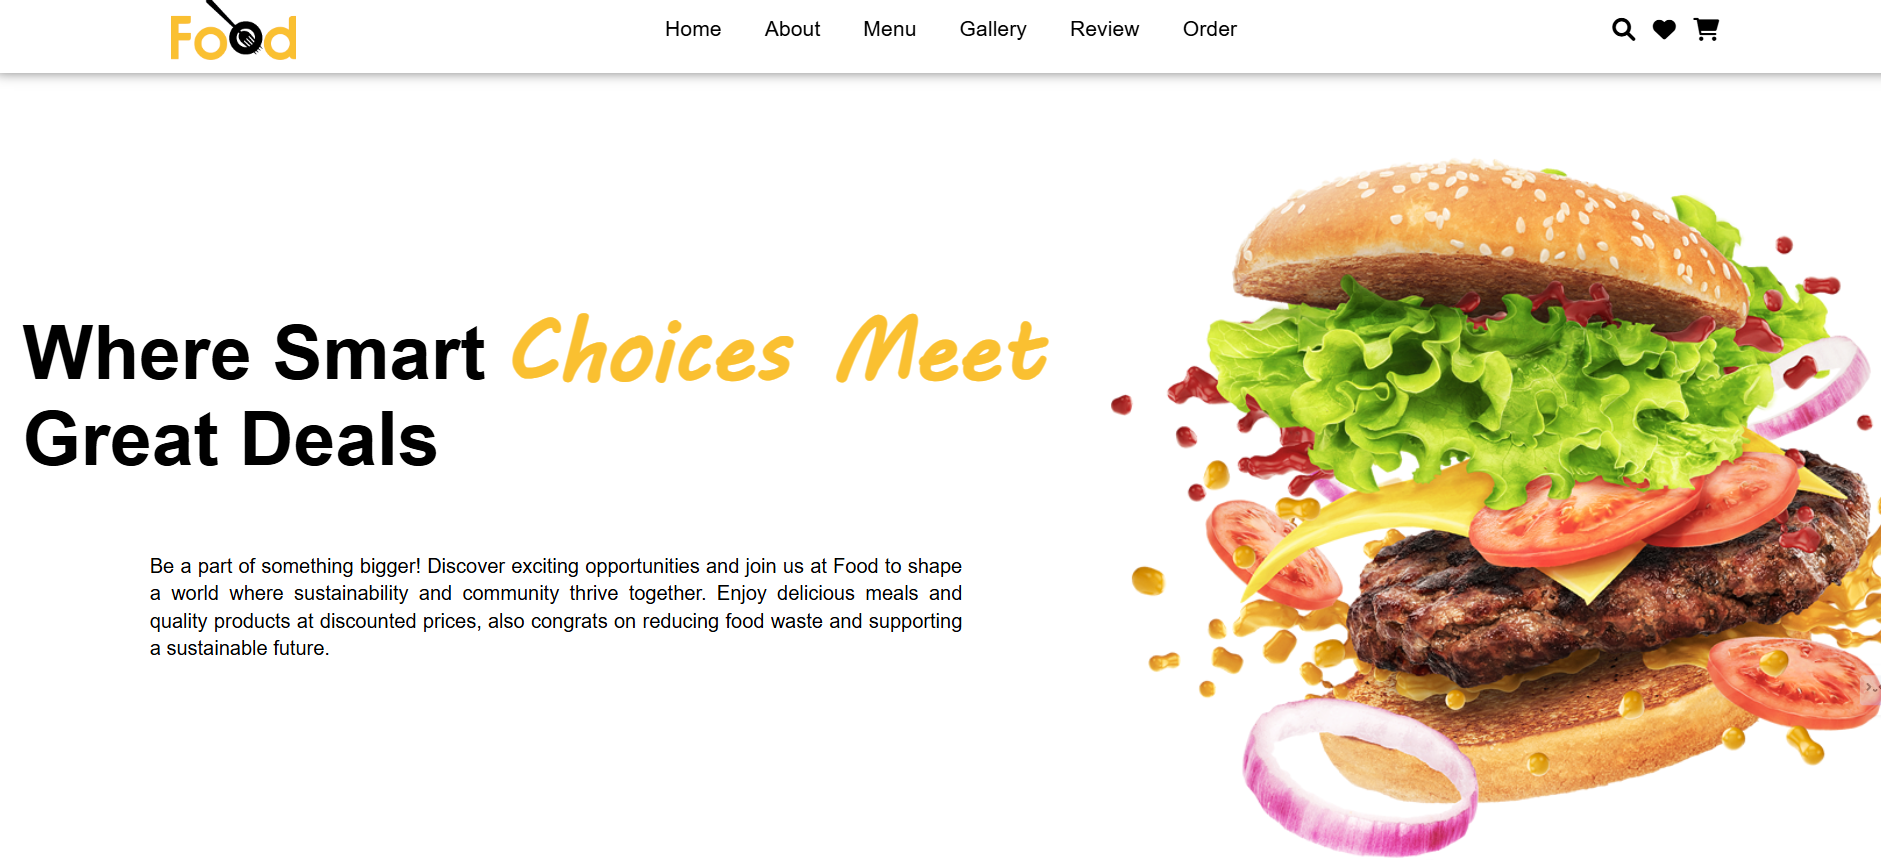 Food
Home About Menu Gallery Review Order
Where Smart Choices Meet
Great Deals
Be a part of something bigger! Discover exciting opportunities and join us at Food to shape
a world where sustainability and community thrive together. Enjoy delicious meals and
quality products at discounted prices, also congrats on reducing food waste and supporting
a sustainable future.